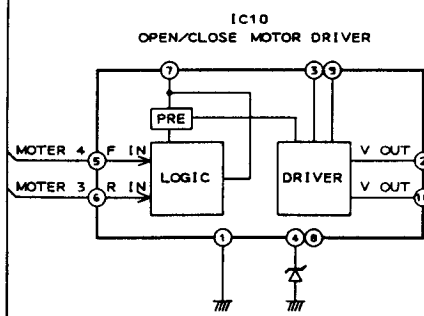 IC10
OPEN/CLOSE MOTOR DRIVER
7
3 9
PRE
MOTER 4 5 F IN
V OUT 2
LOGIC
DRIVER
MOTER 3 6 R IN
V OUT
1
4 8